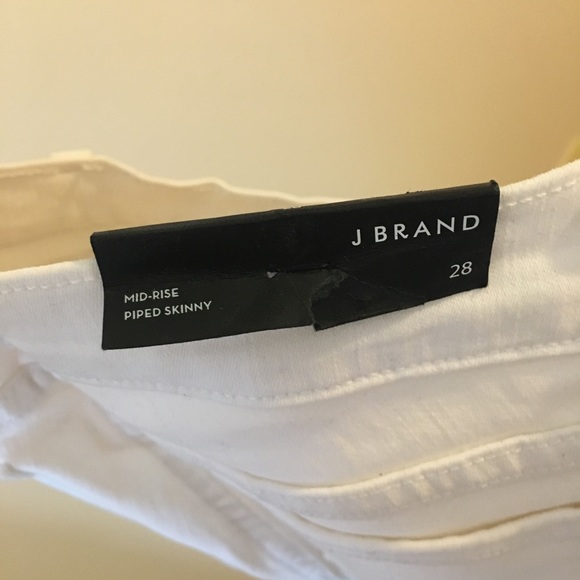 J BRAND
28
MID-RISE
PIPED SKINNY